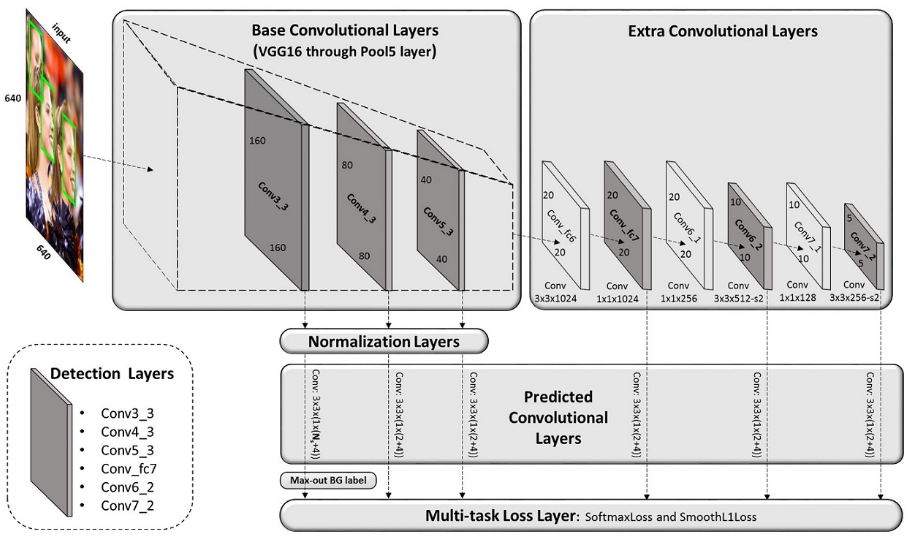 input
640
640
Base Convolutional Layers
(VGG16 through Pool5 layer)
160
Conv3_3
160
80
Conv4_3
80
40
Conv5_3
40
Extra Convolutional Layers
20
Conv_fc6
20
Conv
3x3x1024
20
Conv_fc7
20
Conv
1x1x1024
20
Conv6_1
20
Conv
1x1x256
10
Conv6_2
10
Conv
3x3x512-s2
10
Conv7_1
10
Conv
1x1x128
5
Conv7_2
5
Conv
3x3x256-s2
Normalization Layers
Conv: 3x3x(1x(Nₛ+4))
Conv: 3x3x(1x(2+4))
Conv: 3x3x(1x(2+4))
Predicted
Convolutional
Layers
Conv: 3x3x(1x(2+4))
Conv: 3x3x(1x(2+4))
Conv: 3x3x(1x(2+4))
Max-out BG label
Multi-task Loss Layer: SoftmaxLoss and SmoothL1Loss
Detection Layers
• Conv3_3
• Conv4_3
• Conv5_3
• Conv_fc7
• Conv6_2
• Conv7_2